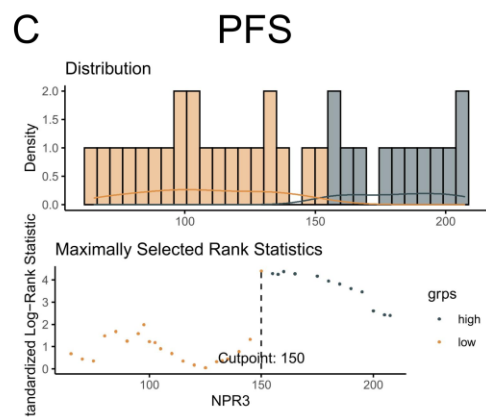 C
PFS
Distribution
Density
2.0
1.5
1.0
0.5
0.0
100 150 200
Maximally Selected Rank Statistics
tandardized Log-Rank Statistic
4
3
2
1
0
Cutpoint: 150
100 150 200
NPR3
grps
high
low